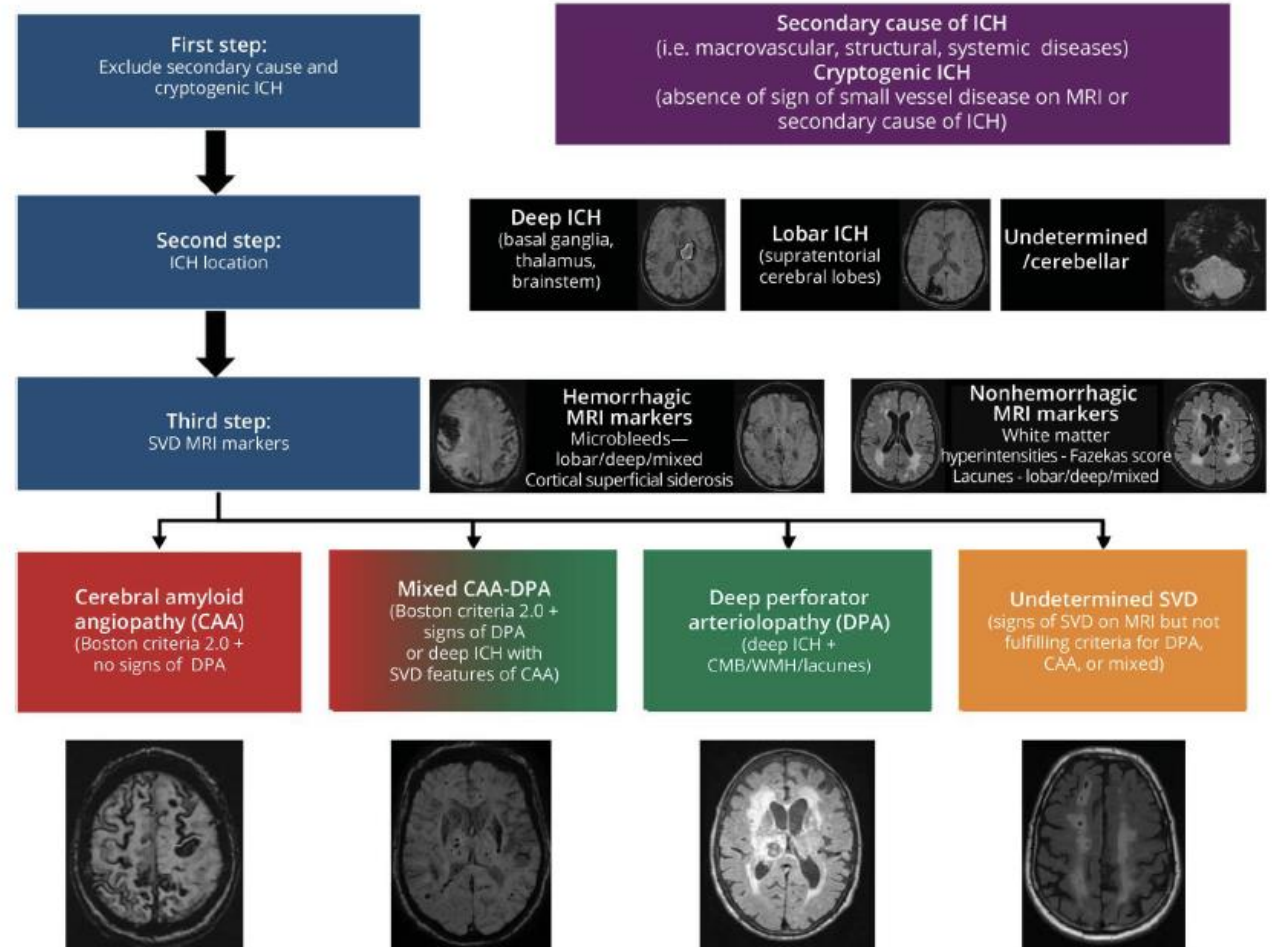 First step:
Exclude secondary cause and
cryptogenic ICH
Secondary cause of ICH
(i.e. macrovascular, structural, systemic diseases)
Cryptogenic ICH
(absence of sign of small vessel disease on MRI or
secondary cause of ICH)
Second step:
ICH location
Deep ICH
(basal ganglia,
thalamus,
brainstem)
Lobar ICH
(supratentorial
cerebral lobes)
Undetermined
/cerebellar
Third step:
SVD MRI markers
Hemorrhagic
MRI markers
Microbleeds—
lobar/deep/mixed
Cortical superficial siderosis
Nonhemorrhagic
MRI markers
White matter
hyperintensities - Fazekas score
Lacunes - lobar/deep/mixed
Cerebral amyloid
angiopathy (CAA)
(Boston criteria 2.0 +
no signs of DPA
Mixed CAA-DPA
(Boston criteria 2.0 +
signs of DPA
or deep ICH with
SVD features of CAA)
Deep perforator
arteriolopathy (DPA)
(deep ICH +
CMB/WMH/lacunes)
Undetermined SVD
(signs of SVD on MRI but not
fulfilling criteria for DPA,
CAA, or mixed)